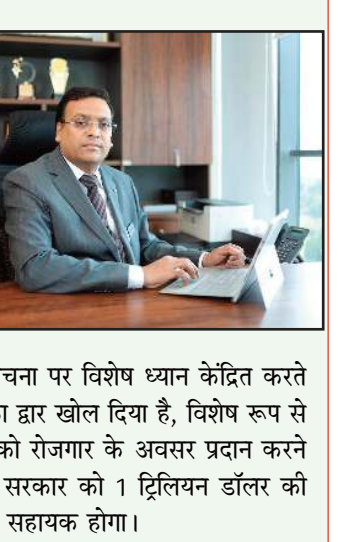 चना पर विशेष ध्यान केंद्रित करते
द्वार खोल दिया है, विशेष रूप से
को रोजगार के अवसर प्रदान करने
सरकार को 1 ट्रिलियन डॉलर की
सहायक होगा।